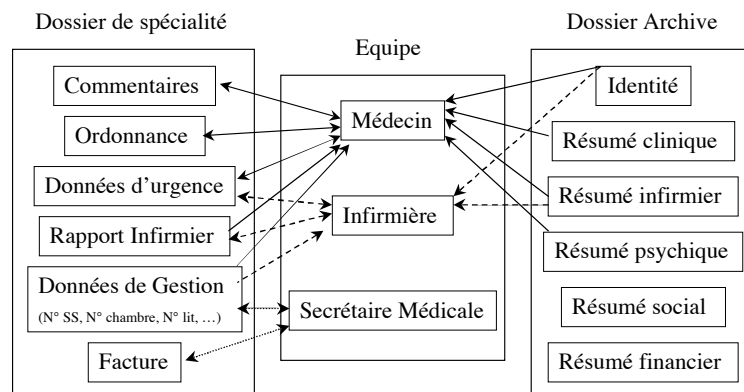 Dossier de spécialité
Commentaires
Ordonnance
Données d'urgence
Rapport Infirmier
Données de Gestion
(N° SS, N° chambre, N° lit, …)
Facture
Equipe
Médecin
Infirmière
Secrétaire Médicale
Dossier Archive
Identité
Résumé clinique
Résumé infirmier
Résumé psychique
Résumé social
Résumé financier